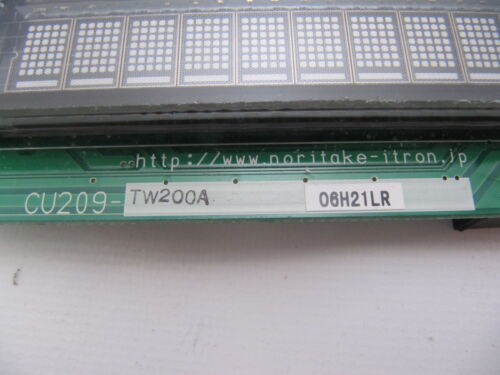 http://www.noritake-itron.jp
CU209-TW200A 06H21LR